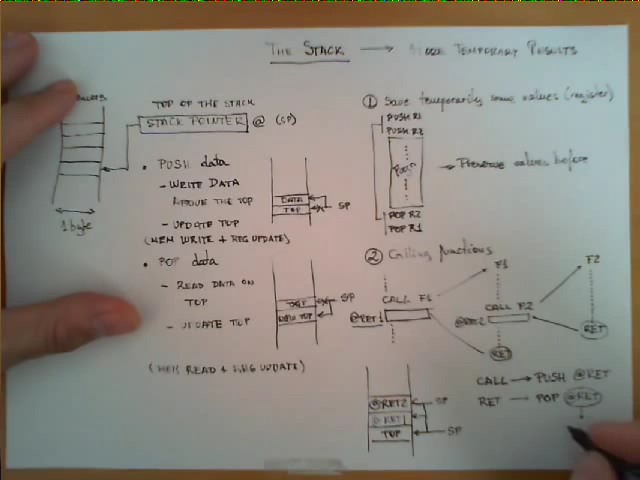 THE STACK → STORE TEMPORARY RESULTS
TOP OF THE STACK
STACK POINTER @ (SP)
1 byte
• PUSH data
- WRITE DATA
ABOVE THE TOP
- UPDATE TOP
(MEM WRITE + REG UPDATE)
DATA
TOP
SP
• POP data
- READ DATA ON
TOP
- UPDATE TOP
(MEM READ + REG UPDATE)
NEW TOP
SP
① Save temporarily some values (register)
PUSH R1
PUSH R2
→ Preserve values before
POP R2
POP R1
② Calling functions
CALL F1
@RET1
F1
CALL F2
@RET2
RET
F2
RET
@RET2
@RET1
TOP
SP
SP
CALL → PUSH @RET
RET → POP @RET